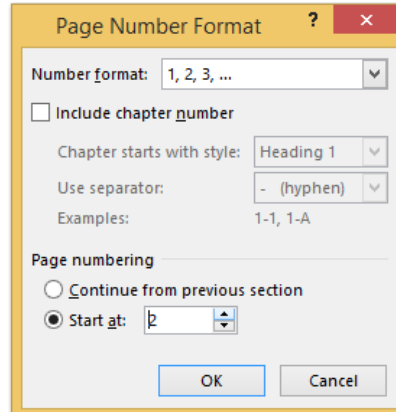 Page Number Format ? ×
Number format: 1, 2, 3, ...
Include chapter number
Chapter starts with style: Heading 1
Use separator: - (hyphen)
Examples: 1-1, 1-A
Page numbering
Continue from previous section
Start at: 2
OK Cancel